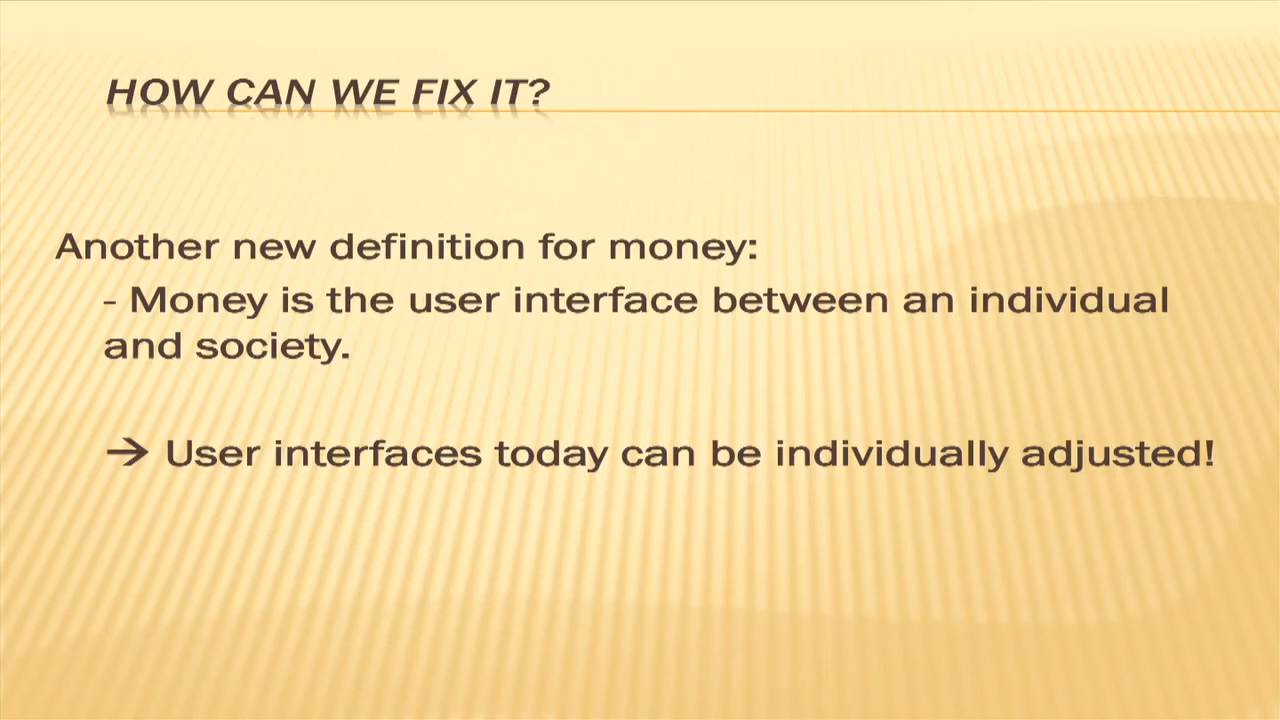 HOW CAN WE FIX IT?
Another new definition for money:
- Money is the user interface between an individual
and society.
→ User interfaces today can be individually adjusted!